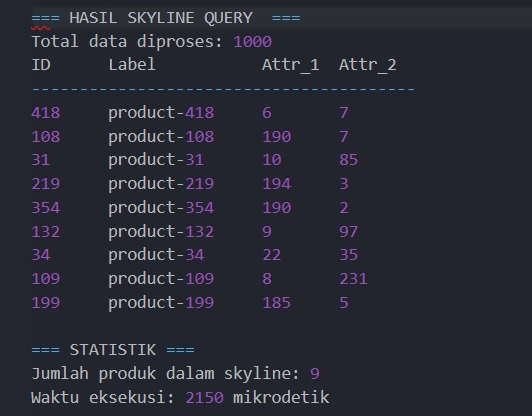 === HASIL SKYLINE QUERY ===
Total data diproses: 1000
ID Label Attr_1 Attr_2
----------------------------------------
418 product-418 6 7
108 product-108 190 7
31 product-31 10 85
219 product-219 194 3
354 product-354 190 2
132 product-132 9 97
34 product-34 22 35
109 product-109 8 231
199 product-199 185 5
=== STATISTIK ===
Jumlah produk dalam skyline: 9
Waktu eksekusi: 2150 mikrodetik